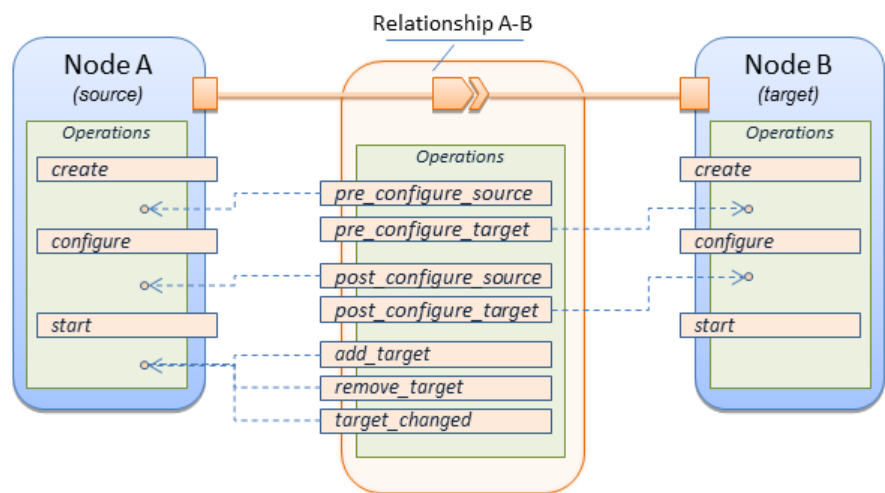 Relationship A-B
Node A
(source)
Operations
create
configure
start
Operations
pre_configure_source
pre_configure_target
post_configure_source
post_configure_target
add_target
remove_target
target_changed
Node B
(target)
Operations
create
configure
start